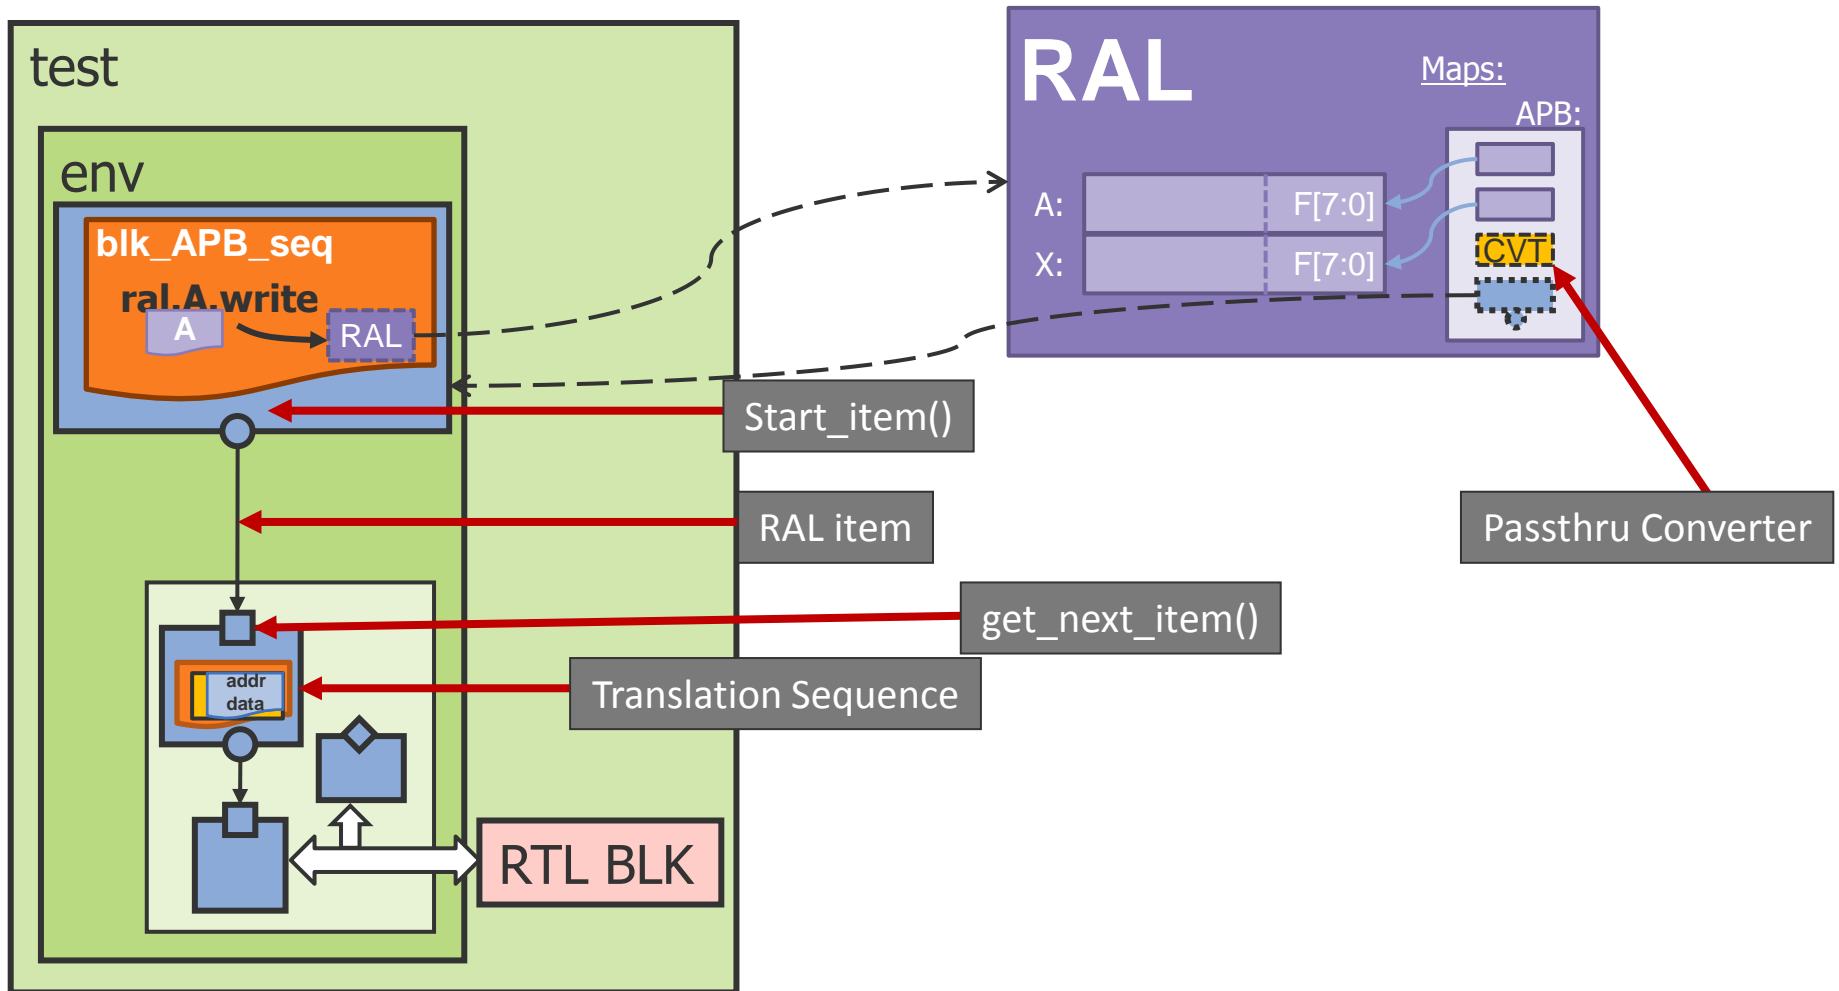 test
env
blk_APB_seq
ral.A.write
A
RAL
RAL
Maps:
APB:
A:
F[7:0]
X:
F[7:0]
CVT
Start_item()
RAL item
Passthru Converter
get_next_item()
Translation Sequence
addr
data
RTL BLK